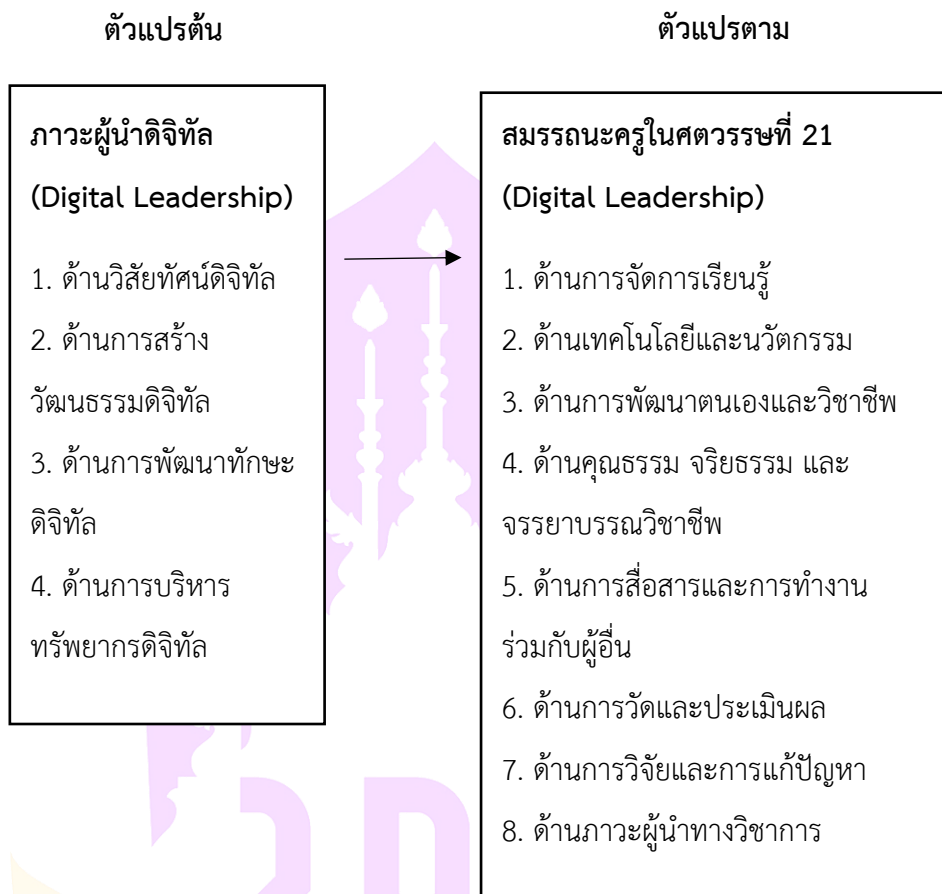 ตัวแปรต้น
ตัวแปรตาม
ภาวะผู้นำดิจิทัล
(Digital Leadership)
1. ด้านวิสัยทัศน์ดิจิทัล
2. ด้านการสร้าง
วัฒนธรรมดิจิทัล
3. ด้านการพัฒนาทักษะ
ดิจิทัล
4. ด้านการบริหาร
ทรัพยากรดิจิทัล
สมรรถนะครูในศตวรรษที่ 21
(Digital Leadership)
1. ด้านการจัดการเรียนรู้
2. ด้านเทคโนโลยีและนวัตกรรม
3. ด้านการพัฒนาตนเองและวิชาชีพ
4. ด้านคุณธรรม จริยธรรม และ
จรรยาบรรณวิชาชีพ
5. ด้านการสื่อสารและการทำงาน
ร่วมกับผู้อื่น
6. ด้านการวัดและประเมินผล
7. ด้านการวิจัยและการแก้ปัญหา
8. ด้านภาวะผู้นำทางวิชาการ